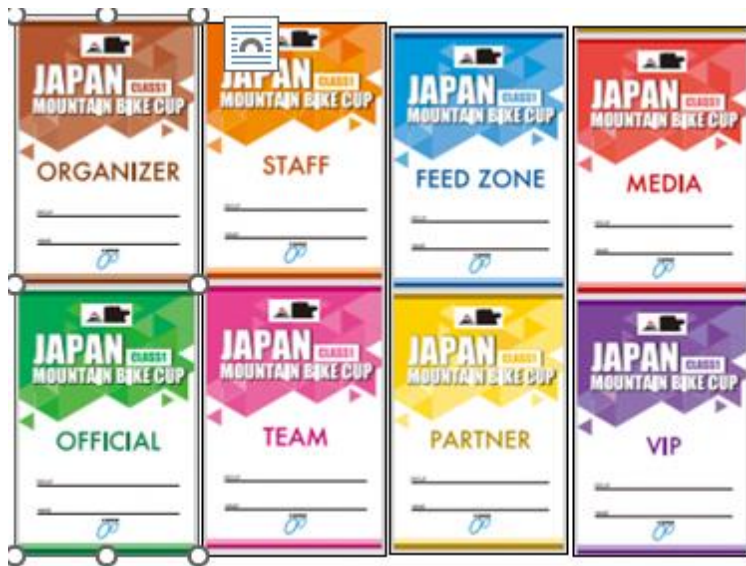 JAPAN CLASS1
MOUNTAIN BIKE CUP
ORGANIZER
JAPAN CLASS1
MOUNTAIN BIKE CUP
STAFF
JAPAN CLASS1
MOUNTAIN BIKE CUP
FEED ZONE
JAPAN CLASS1
MOUNTAIN BIKE CUP
MEDIA
JAPAN CLASS1
MOUNTAIN BIKE CUP
OFFICIAL
JAPAN CLASS1
MOUNTAIN BIKE CUP
TEAM
JAPAN CLASS1
MOUNTAIN BIKE CUP
PARTNER
JAPAN CLASS1
MOUNTAIN BIKE CUP
VIP